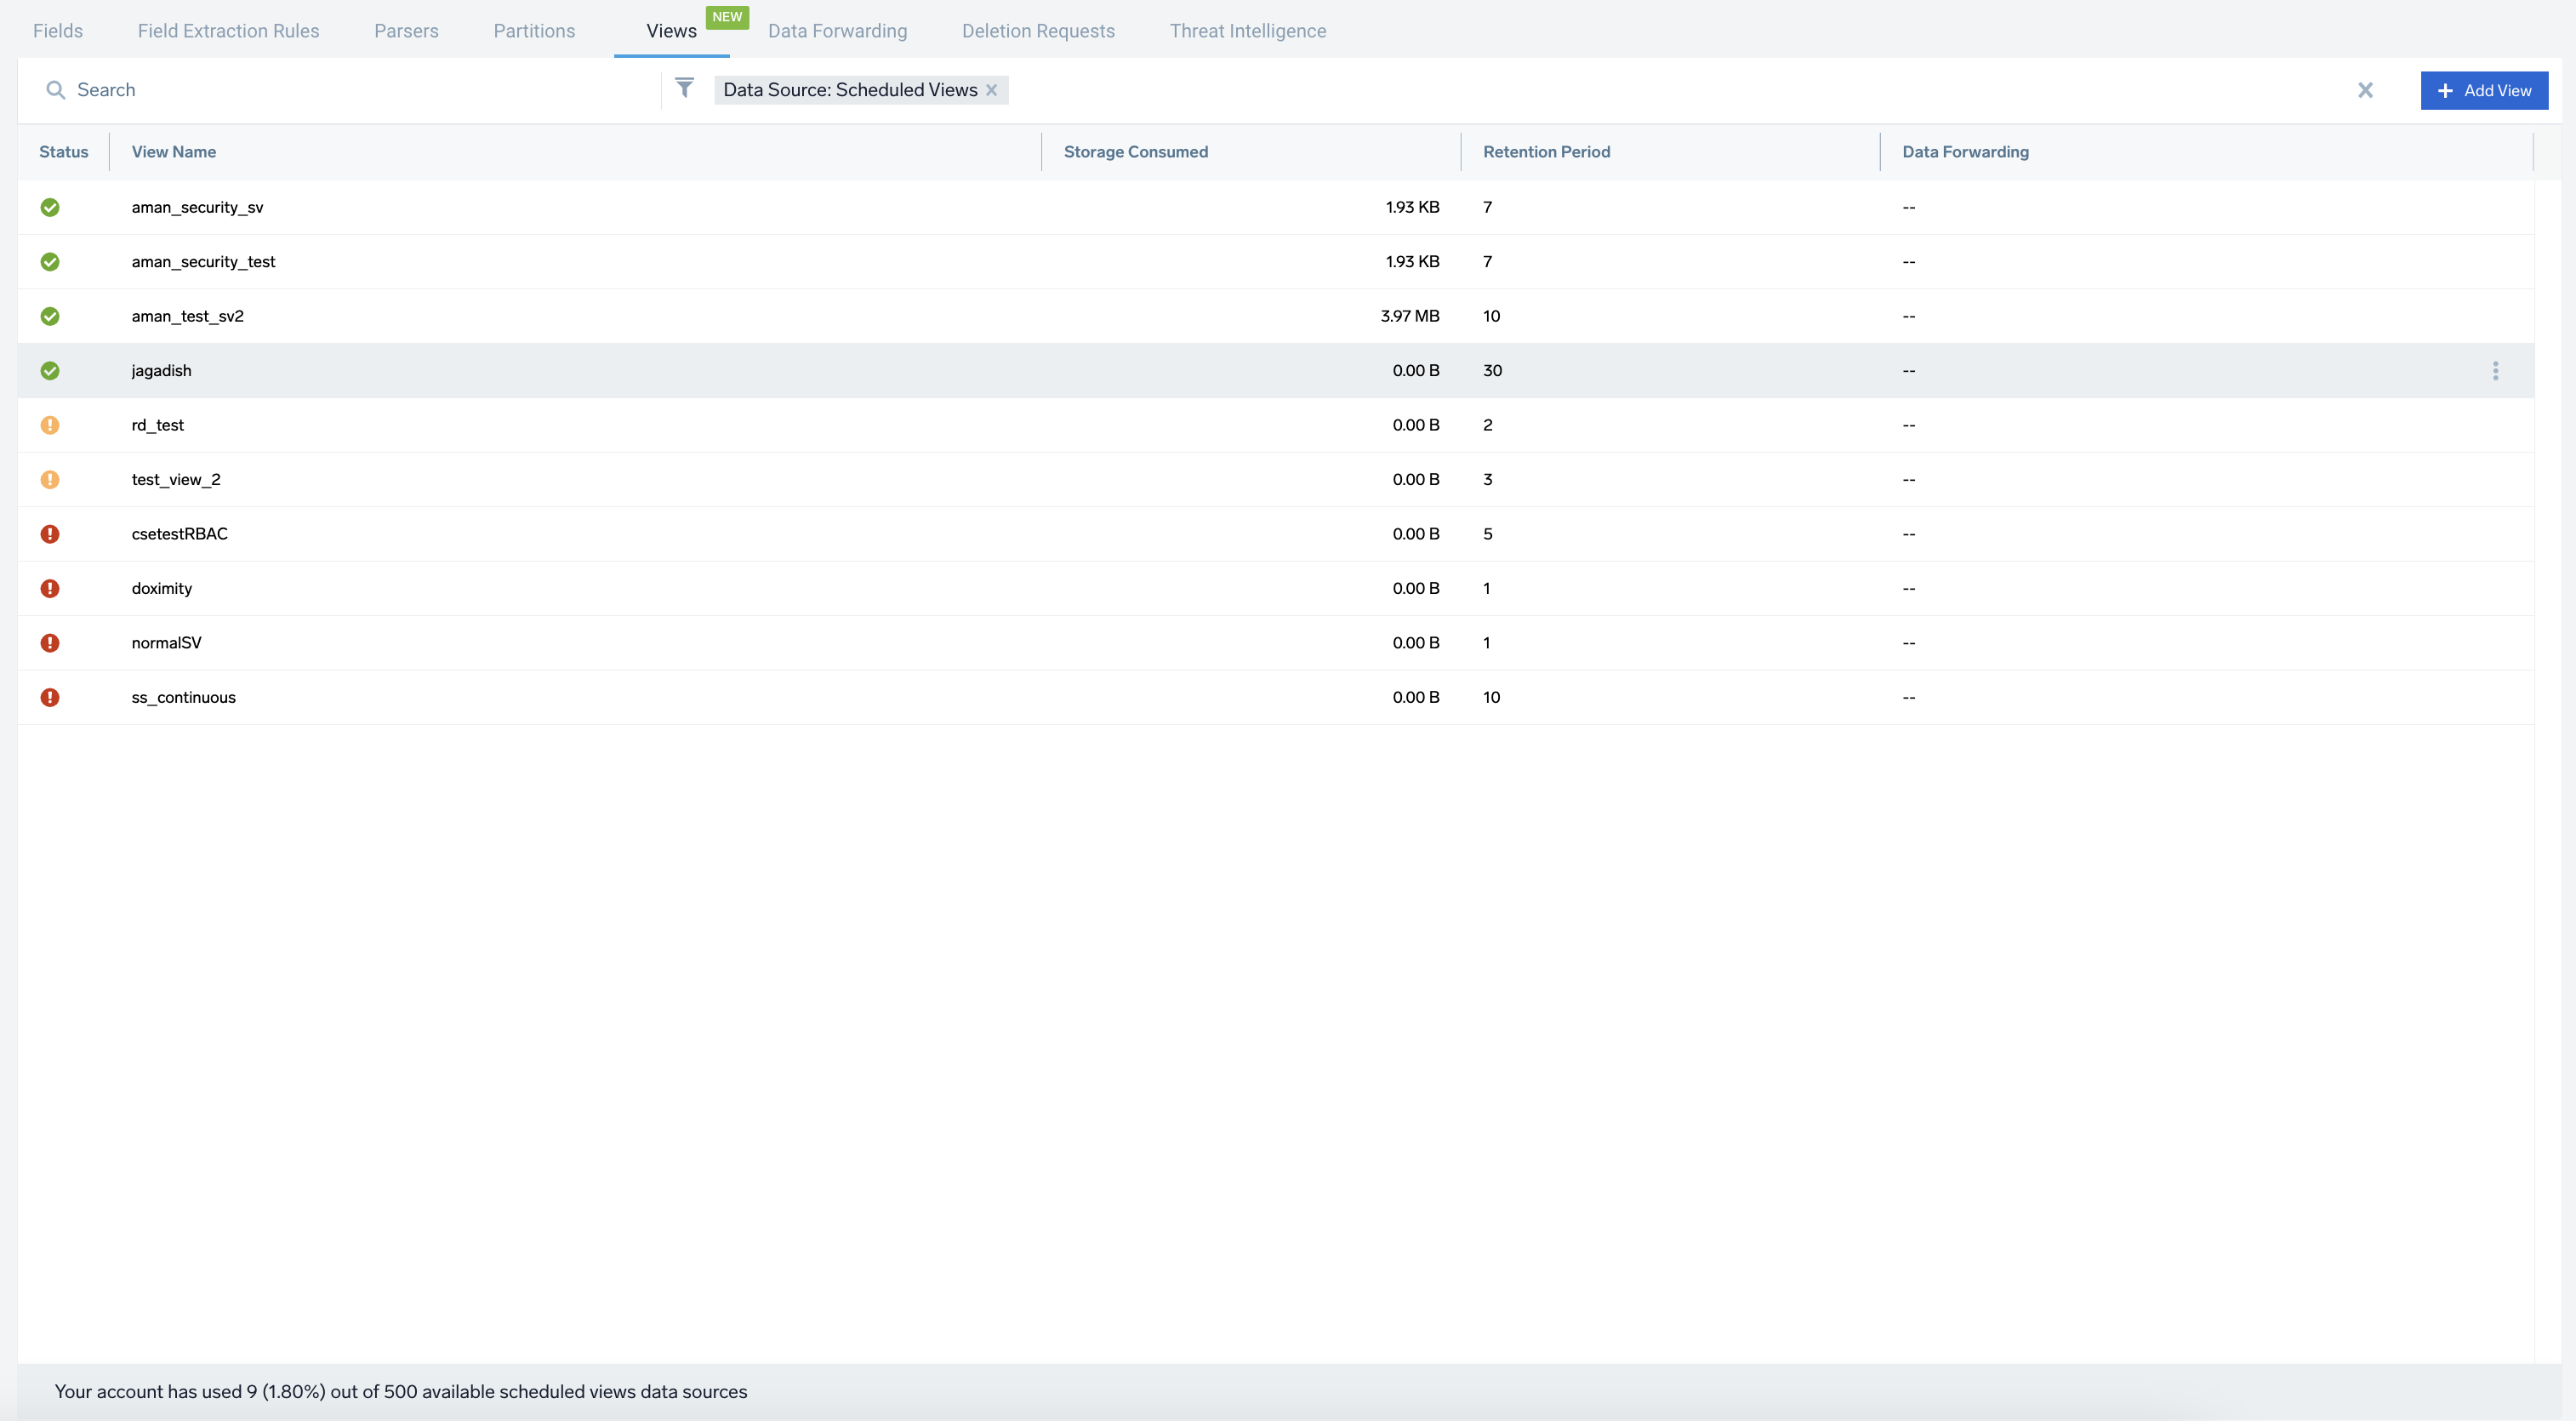 Fields Field Extraction Rules Parsers Partitions Views NEW Data Forwarding Deletion Requests Threat Intelligence
Search Data Source: Scheduled Views Add View
Status View Name Storage Consumed Retention Period Data Forwarding
aman_security_sv 1.93 KB 7 --
aman_security_test 1.93 KB 7 --
aman_test_sv2 3.97 MB 10 --
jagadish 0.00 B 30 --
rd_test 0.00 B 2 --
test_view_2 0.00 B 3 --
csetestRBAC 0.00 B 5 --
doximity 0.00 B 1 --
normalSV 0.00 B 1 --
ss_continuous 0.00 B 10 --
Your account has used 9 (1.80%) out of 500 available scheduled views data sources